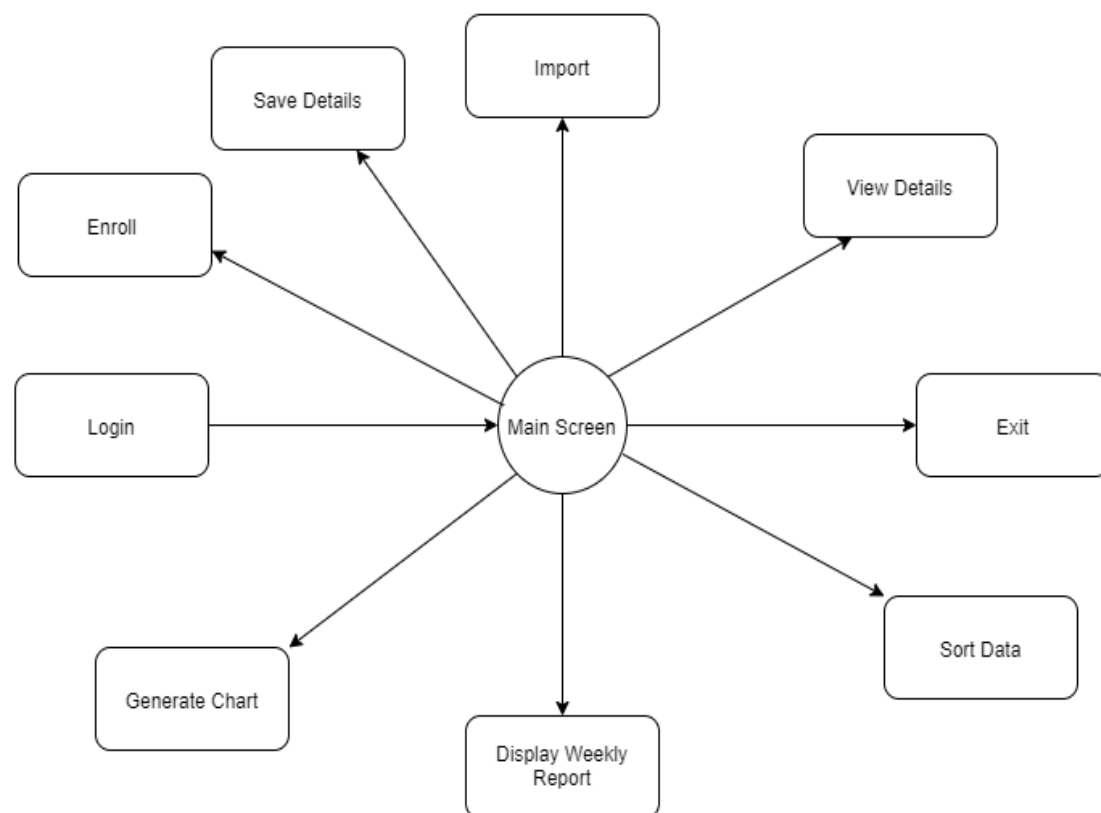 Import
Save Details
View Details
Enroll
Login
Main Screen
Exit
Sort Data
Generate Chart
Display Weekly
Report